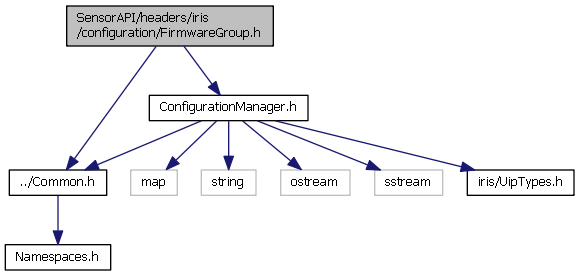 SensorAPI/headers/iris
/configuration/FirmwareGroup.h
ConfigurationManager.h
../Common.h
map
string
ostream
sstream
iris/UipTypes.h
Namespaces.h